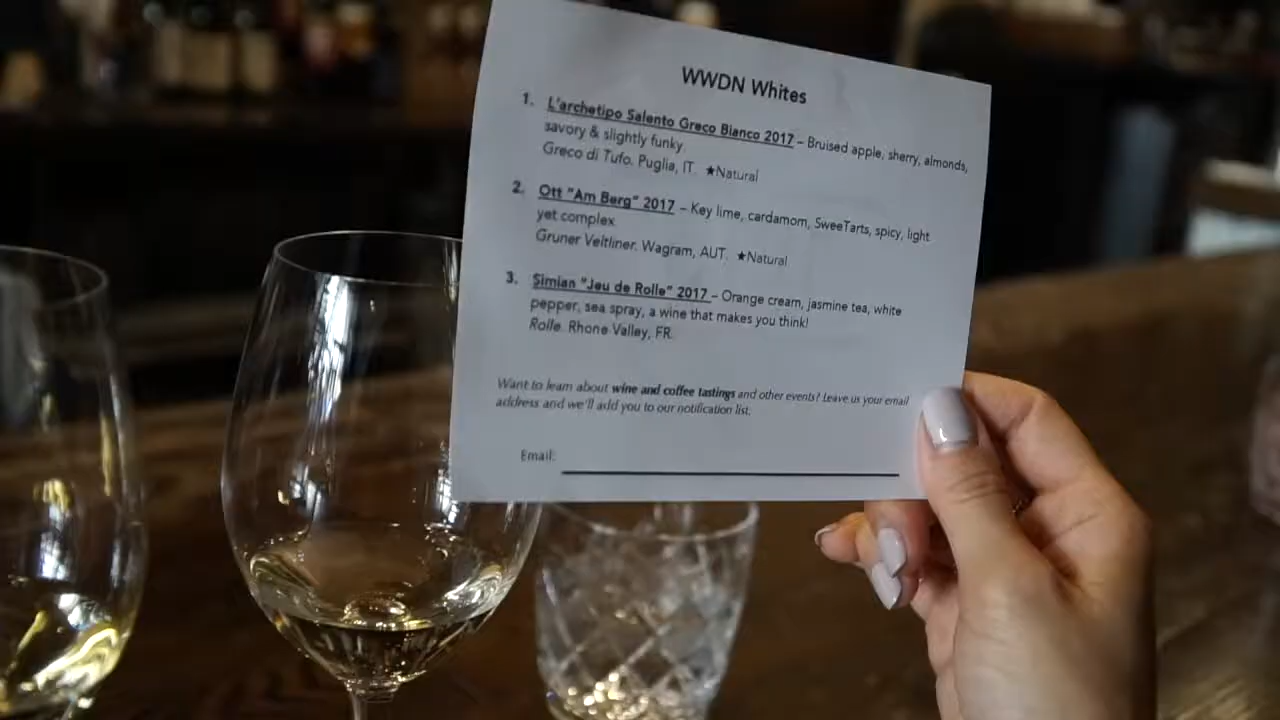 WWDN Whites
1. L'archetipo Salento Greco Bianco 2017 – Bruised apple, sherry, almonds,
savory & slightly funky
Greco di Tufo. Puglia, IT. ★Natural
2. Ott "Am Berg" 2017 – Key lime, cardamom, SweeTarts, spicy, light
yet complex
Gruner Veltliner. Wagram, AUT. ★Natural
3. Simian "Jeu de Rolle" 2017 – Orange cream, jasmine tea, white
pepper, sea spray, a wine that makes you think!
Rolle. Rhone Valley, FR.
Want to learn about wine and coffee tastings and other events? Leave us your email
address and we'll add you to our notification list.
Email: